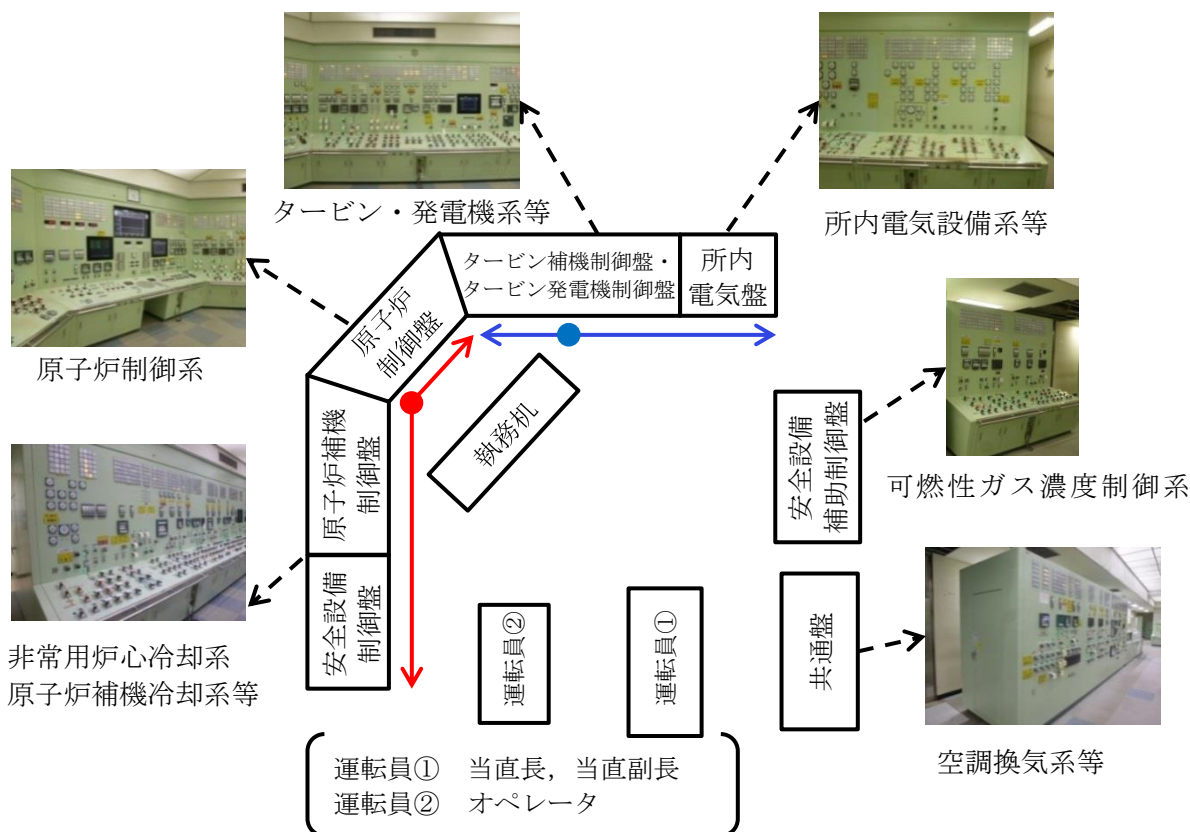 タービン・発電機系等
所内電気設備系等
原子炉制御系
タービン補機制御盤・
タービン発電機制御盤
所内
電気盤
原子炉
制御盤
原子炉補機
制御盤
安全設備
制御盤
執務机
安全設備
補助制御盤
可燃性ガス濃度制御系
非常用炉心冷却系
原子炉補機冷却系等
運転員②
運転員①
共通盤
空調換気系等
運転員① 当直長，当直副長
運転員② オペレータ